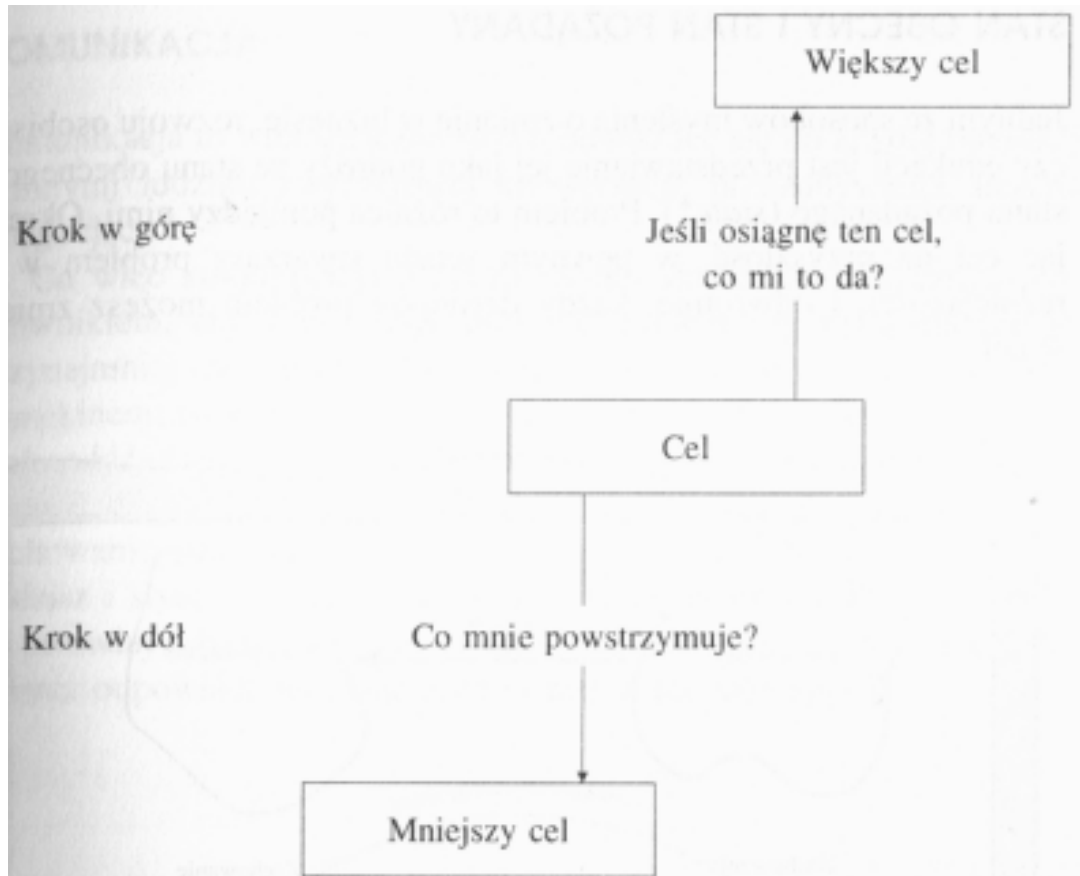 Większy cel
Krok w górę
Jeśli osiągnę ten cel,
co mi to da?
Cel
Krok w dół
Co mnie powstrzymuje?
Mniejszy cel